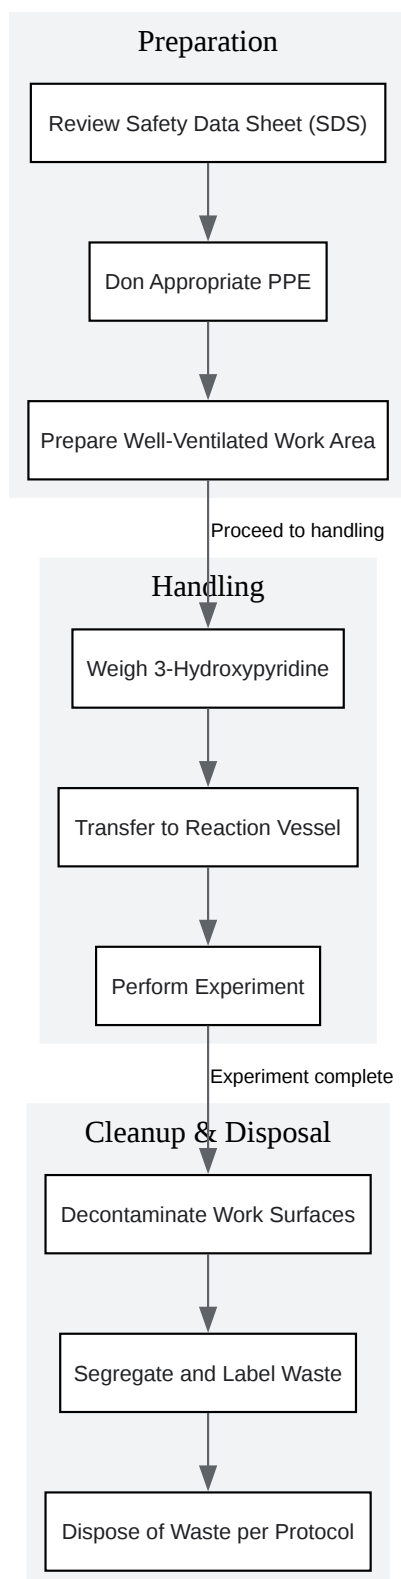 Preparation
Review Safety Data Sheet (SDS)
Don Appropriate PPE
Prepare Well-Ventilated Work Area
Proceed to handling
Handling
Weigh 3-Hydroxypyridine
Transfer to Reaction Vessel
Perform Experiment
Experiment complete
Cleanup & Disposal
Decontaminate Work Surfaces
Segregate and Label Waste
Dispose of Waste per Protocol